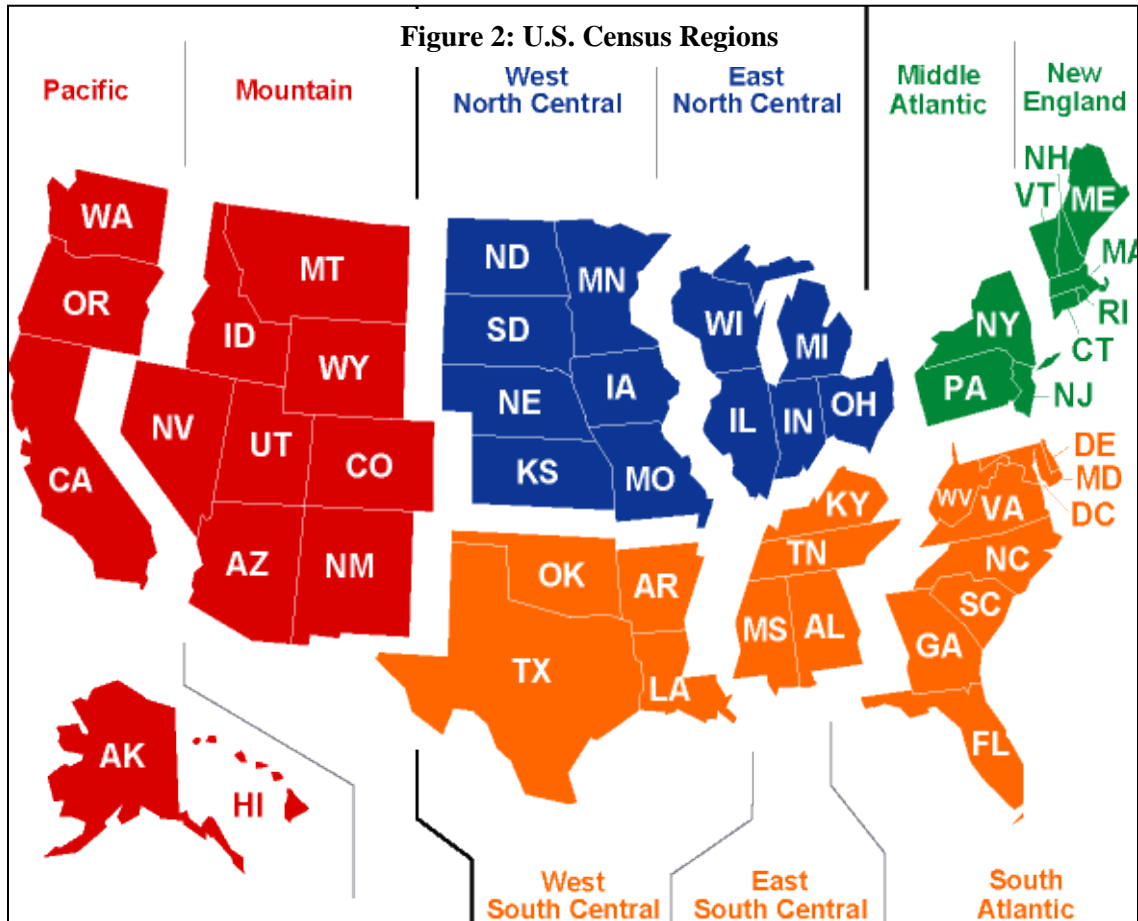 Figure 2: U.S. Census Regions
Pacific
Mountain
West
North Central
East
North Central
Middle
Atlantic
New
England
WA
OR
CA
AK
HI
MT
ID
WY
NV
UT
CO
AZ
NM
ND
MN
SD
NE
IA
KS
MO
WI
MI
IL
IN
OH
NH
VT
ME
MA
RI
CT
NY
PA
NJ
DE
MD
DC
WV
VA
KY
TN
NC
SC
OK
AR
MS
AL
GA
TX
LA
FL
West
South Central
East
South Central
South
Atlantic